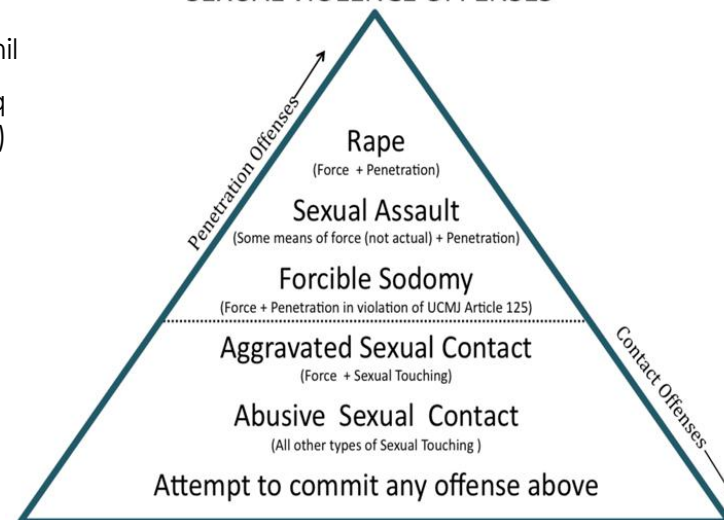 Penetration Offenses
Rape
(Force + Penetration)
Sexual Assault
(Some means of force (not actual) + Penetration)
Forcible Sodomy
(Force + Penetration in violation of UCMJ Article 125)
Aggravated Sexual Contact
(Force + Sexual Touching)
Abusive Sexual Contact
(All other types of Sexual Touching )
Attempt to commit any offense above
Contact Offenses